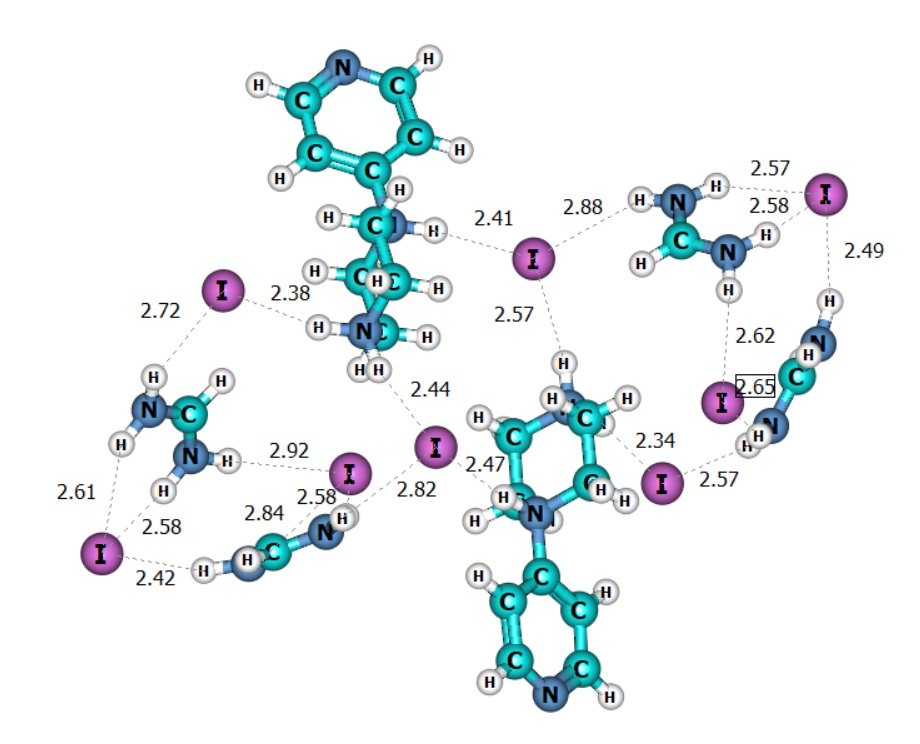 N
H C C H
C C H
H C
H
H C N H 2.41 2.88 H N H 2.57 I
2.58
I H C C H I H C N H 2.49
2.72 2.38 H H
H N C H 2.57 2.62 H
H H N
H C H H H C
N C 2.44 H C H I 2.65
H H C N H N
N H 2.92 I I 2.47 2.34 H H
2.61 H 2.58 2.82 H C H H I 2.57
2.58 2.84 N H H N H
I C
H H
2.42 C
H C C H
C C
H N H